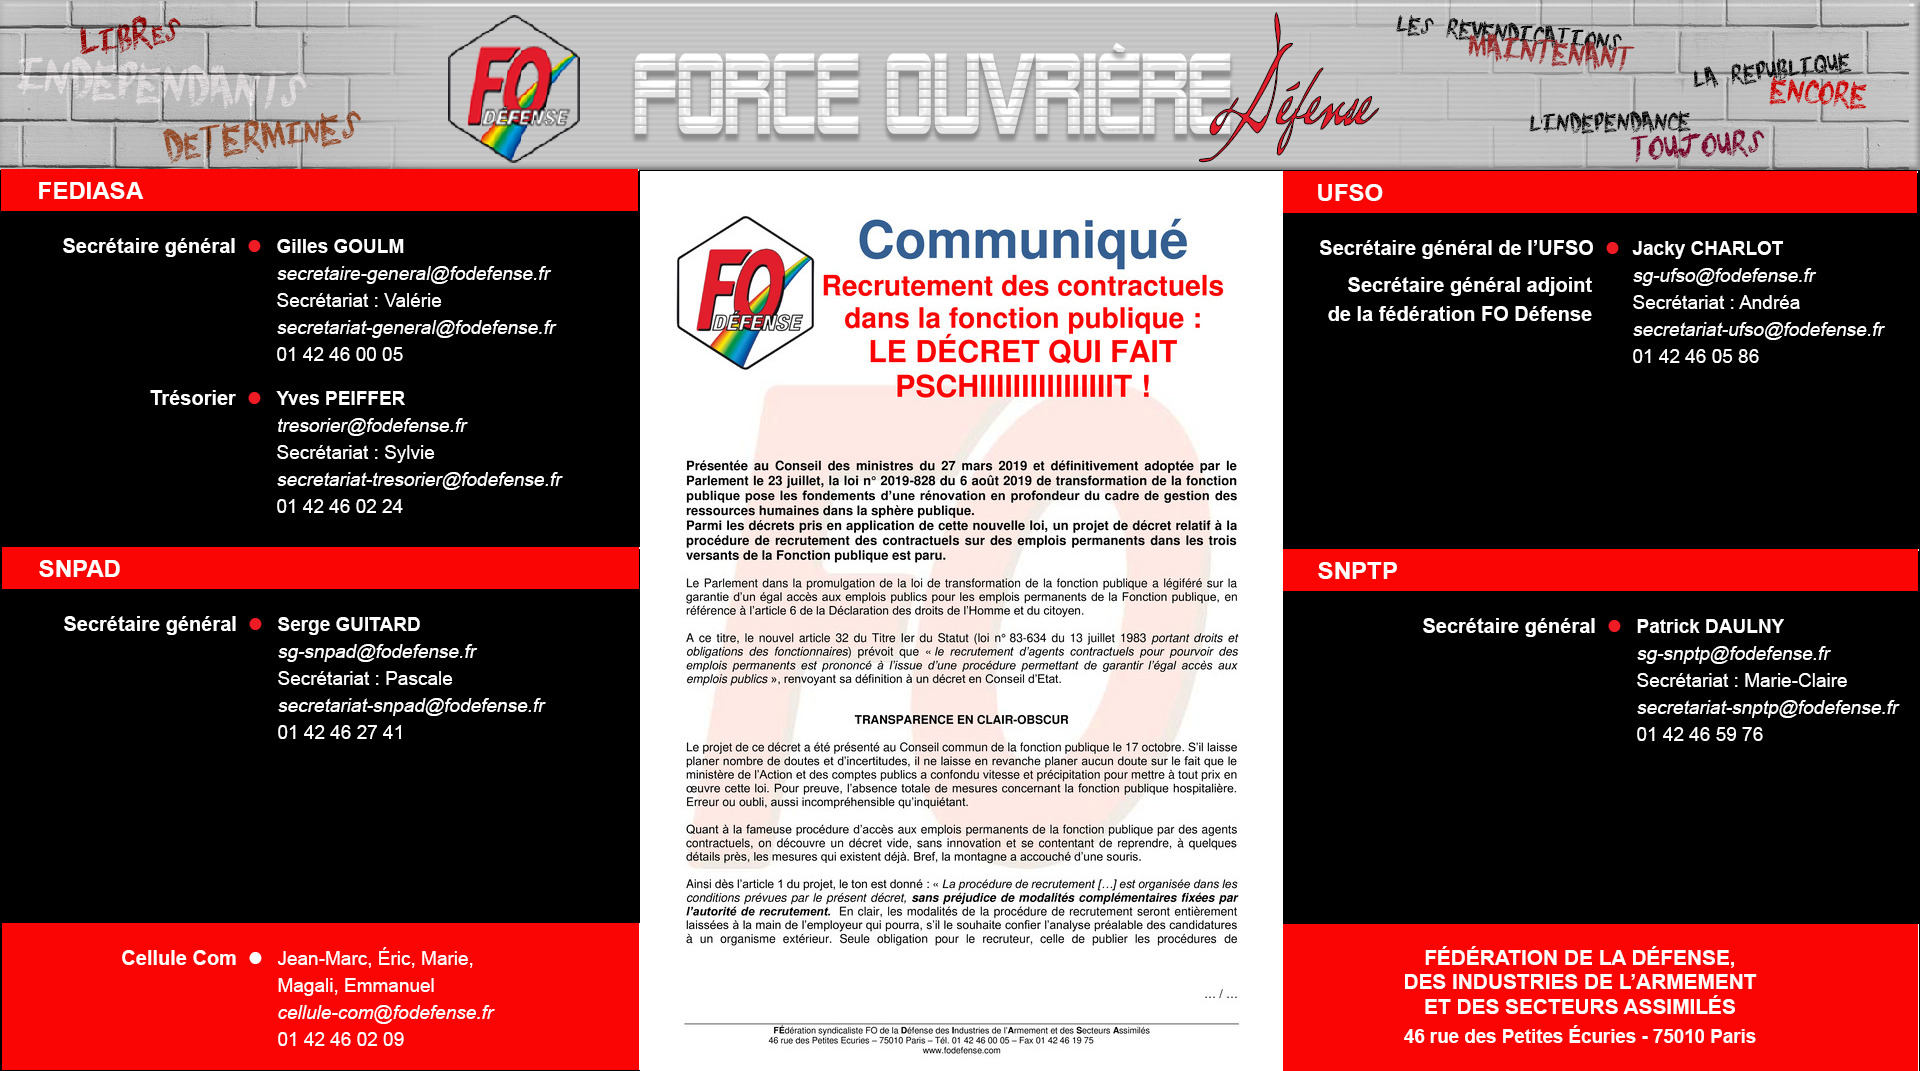 LIBRES
INDEPENDANTS
DETERMINES
FO
DÉFENSE
FORCE OUVRIÈRE
Défense
LES REVENDICATIONS
MAINTENANT
LA REPUBLIQUE
ENCORE
L'INDEPENDANCE
TOUJOURS
FEDIASA
Secrétaire général ● Gilles GOULM
secretaire-general@fodefense.fr
Secrétariat : Valérie
secretariat-general@fodefense.fr
01 42 46 00 05
Trésorier ● Yves PEIFFER
tresorier@fodefense.fr
Secrétariat : Sylvie
secretariat-tresorier@fodefense.fr
01 42 46 02 24
SNPAD
Secrétaire général ● Serge GUITARD
sg-snpad@fodefense.fr
Secrétariat : Pascale
secretariat-snpad@fodefense.fr
01 42 46 27 41
Cellule Com ● Jean-Marc, Éric, Marie,
Magali, Emmanuel
cellule-com@fodefense.fr
01 42 46 02 09
FO
DÉFENSE
Communiqué
Recrutement des contractuels
dans la fonction publique :
LE DÉCRET QUI FAIT
PSCHIIIIIIIIIIIIIIIIT !
Présentée au Conseil des ministres du 27 mars 2019 et définitivement adoptée par le
Parlement le 23 juillet, la loi n° 2019-828 du 6 août 2019 de transformation de la fonction
publique pose les fondements d'une rénovation en profondeur du cadre de gestion des
ressources humaines dans la sphère publique.
Parmi les décrets pris en application de cette nouvelle loi, un projet de décret relatif à la
procédure de recrutement des contractuels sur des emplois permanents dans les trois
versants de la Fonction publique est paru.
Le Parlement dans la promulgation de la loi de transformation de la fonction publique a légiféré sur la
garantie d'un égal accès aux emplois publics pour les emplois permanents de la Fonction publique, en
référence à l'article 6 de la Déclaration des droits de l'Homme et du citoyen.
A ce titre, le nouvel article 32 du Titre Ier du Statut (loi n° 83-634 du 13 juillet 1983 portant droits et
obligations des fonctionnaires) prévoit que « le recrutement d'agents contractuels pour pourvoir des
emplois permanents est prononcé à l'issue d'une procédure permettant de garantir l'égal accès aux
emplois publics », renvoyant sa définition à un décret en Conseil d'Etat.
TRANSPARENCE EN CLAIR-OBSCUR
Le projet de ce décret a été présenté au Conseil commun de la fonction publique le 17 octobre. S'il laisse
planer nombre de doutes et d'incertitudes, il ne laisse en revanche planer aucun doute sur le fait que le
ministère de l'Action et des comptes publics a confondu vitesse et précipitation pour mettre à tout prix en
œuvre cette loi. Pour preuve, l'absence totale de mesures concernant la fonction publique hospitalière.
Erreur ou oubli, aussi incompréhensible qu'inquiétant.
Quant à la fameuse procédure d'accès aux emplois permanents de la fonction publique par des agents
contractuels, on découvre un décret vide, sans innovation et se contentant de reprendre, à quelques
détails près, les mesures qui existent déjà. Bref, la montagne a accouché d'une souris.
Ainsi dès l'article 1 du projet, le ton est donné : « La procédure de recrutement […] est organisée dans les
conditions prévues par le présent décret, sans préjudice de modalités complémentaires fixées par
l'autorité de recrutement. En clair, les modalités de la procédure de recrutement seront entièrement
laissées à la main de l'employeur qui pourra, s'il le souhaite confier l'analyse préalable des candidatures
à un organisme extérieur. Seule obligation pour le recruteur, celle de publier les procédures de
… / …
FÉdération syndicaliste FO de la Défense des Industries de l'Armement et des Secteurs Assimilés
46 rue des Petites Ecuries – 75010 Paris – Tél. 01 42 46 00 05 – Fax 01 42 46 19 75
www.fodefense.com
UFSO
Secrétaire général de l'UFSO ● Jacky CHARLOT
Secrétaire général adjoint
de la fédération FO Défense
sg-ufso@fodefense.fr
Secrétariat : Andréa
secretariat-ufso@fodefense.fr
01 42 46 05 86
SNPTP
Secrétaire général ● Patrick DAULNY
sg-snptp@fodefense.fr
Secrétariat : Marie-Claire
secretariat-snptp@fodefense.fr
01 42 46 59 76
FÉDÉRATION DE LA DÉFENSE,
DES INDUSTRIES DE L'ARMEMENT
ET DES SECTEURS ASSIMILÉS
46 rue des Petites Écuries - 75010 Paris